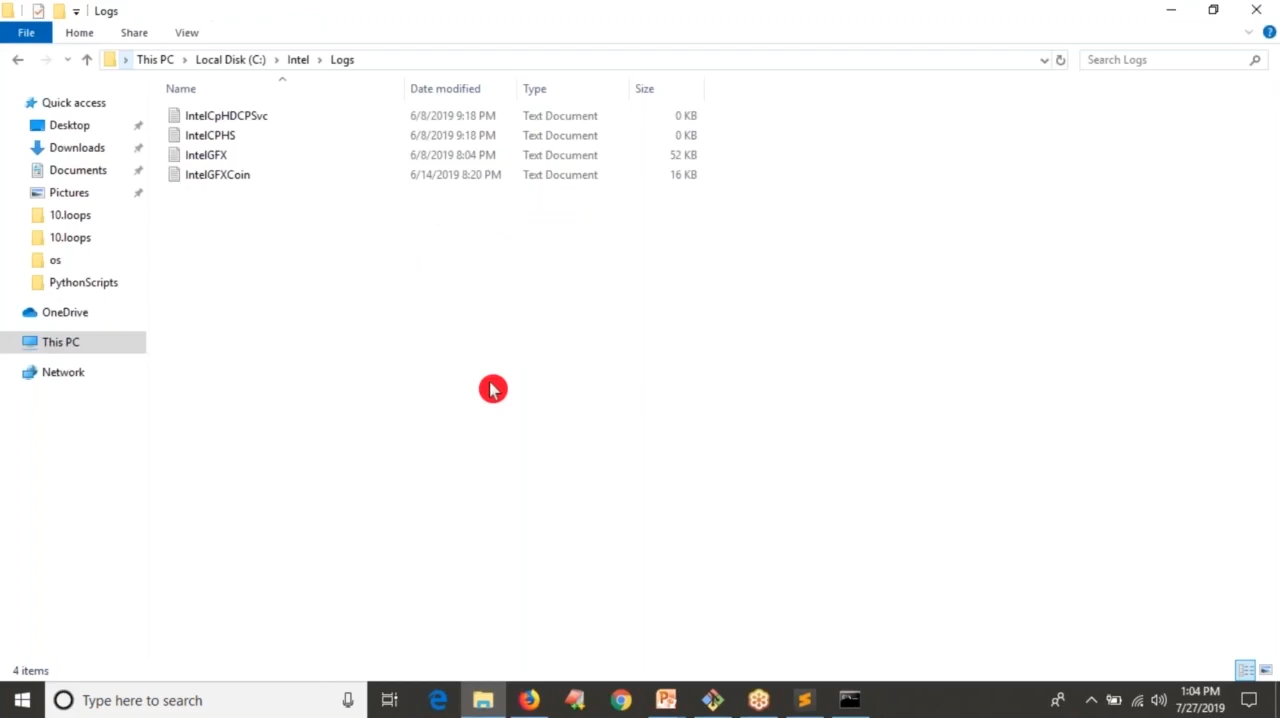 Logs
File Home Share View
This PC Local Disk (C:) Intel Logs Search Logs
Name Date modified Type Size
IntelCpHDCPSvc 6/8/2019 9:18 PM Text Document 0 KB
IntelCPHS 6/8/2019 9:18 PM Text Document 0 KB
IntelGFX 6/8/2019 8:04 PM Text Document 52 KB
IntelGFXCoin 6/14/2019 8:20 PM Text Document 16 KB
Quick access
Desktop
Downloads
Documents
Pictures
10.loops
10.loops
os
PythonScripts
OneDrive
This PC
Network
4 items
Type here to search
1:04 PM
7/27/2019